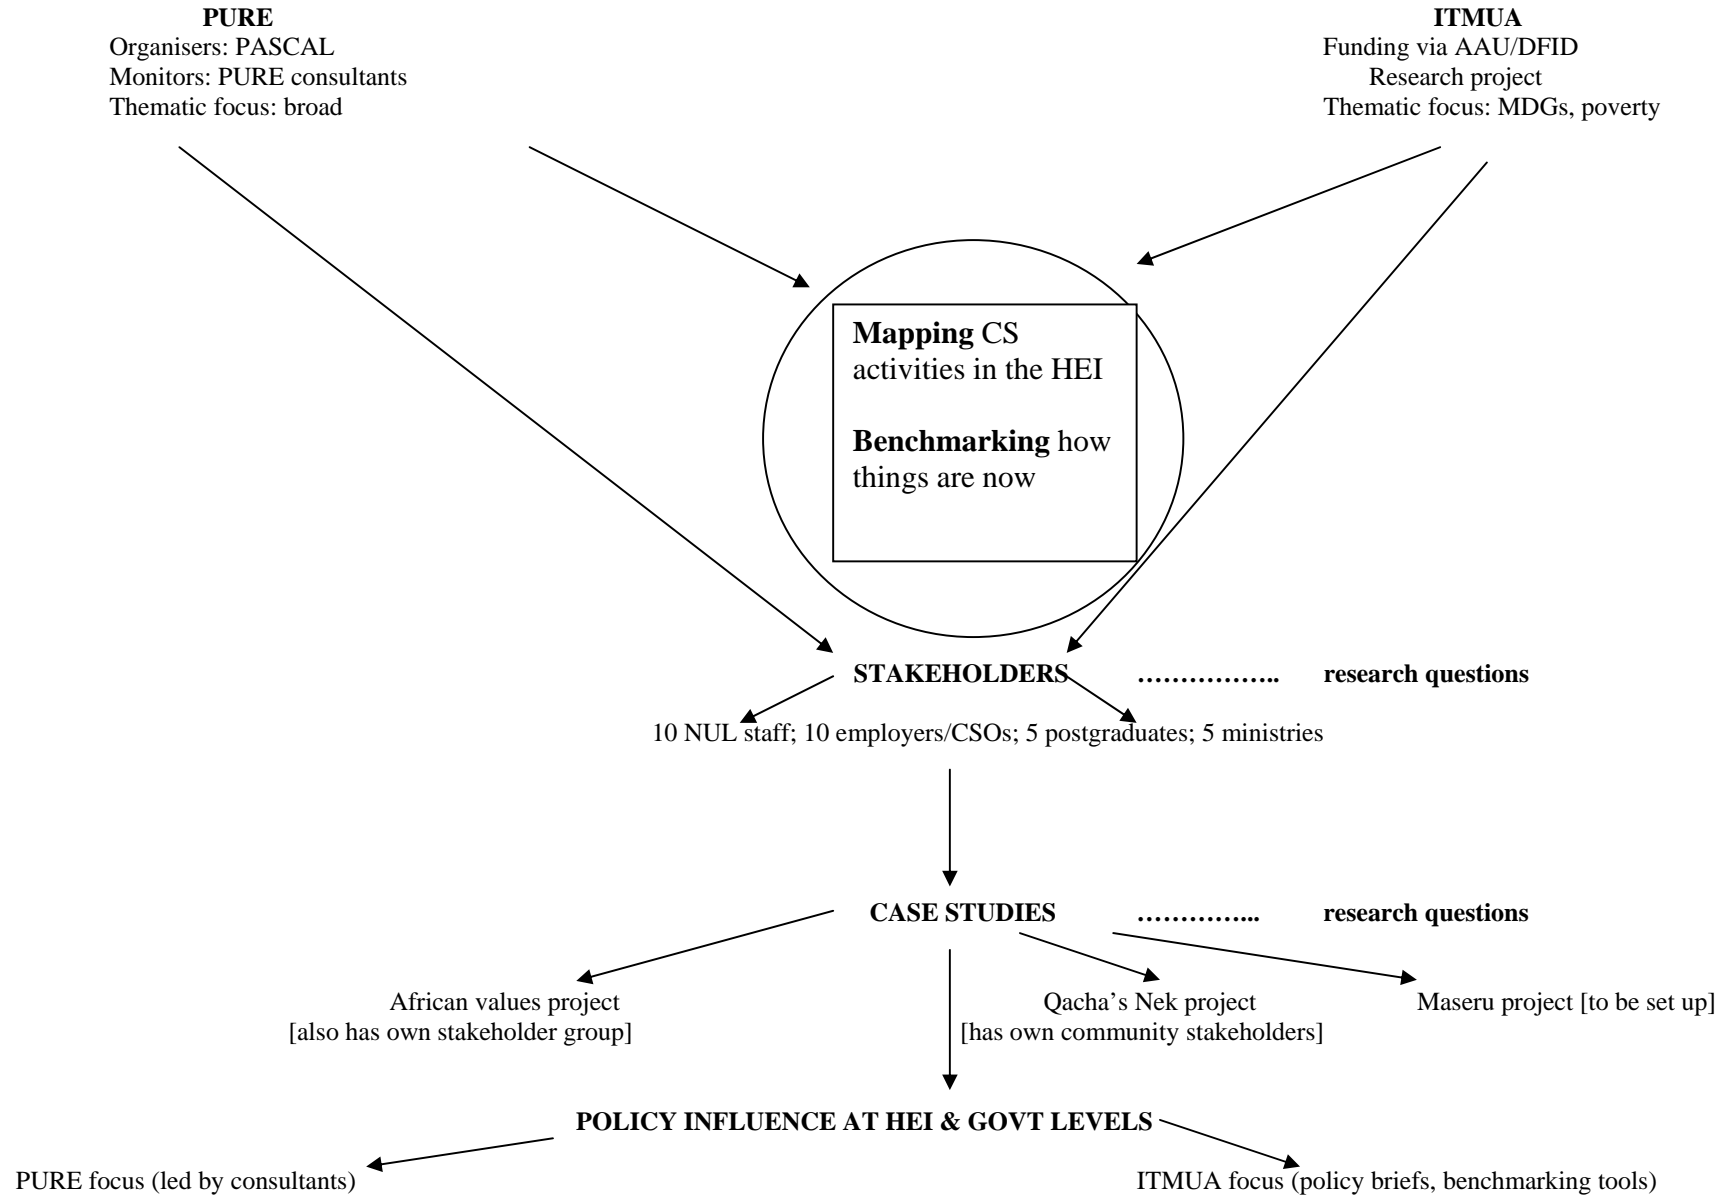 PURE
Organisers: PASCAL
Monitors: PURE consultants
Thematic focus: broad
ITMUA
Funding via AAU/DFID
Research project
Thematic focus: MDGs, poverty
Mapping CS
activities in the HEI
Benchmarking how
things are now
STAKEHOLDERS …………….. research questions
10 NUL staff; 10 employers/CSOs; 5 postgraduates; 5 ministries
CASE STUDIES ………….. research questions
African values project
[also has own stakeholder group]
Qacha’s Nek project
[has own community stakeholders]
Maseru project [to be set up]
POLICY INFLUENCE AT HEI & GOVT LEVELS
PURE focus (led by consultants)
ITMUA focus (policy briefs, benchmarking tools)